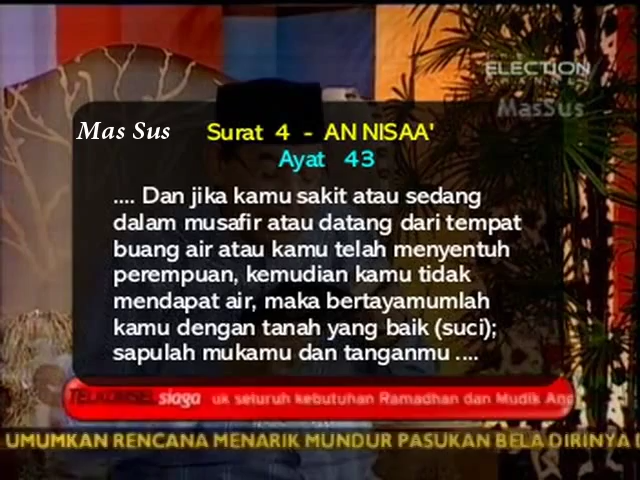 ELECTION
CHANNEL
MasSus
Mas Sus
Surat 4 - AN NISAA'
Ayat 43
.... Dan jika kamu sakit atau sedang
dalam musafir atau datang dari tempat
buang air atau kamu telah menyentuh
perempuan, kemudian kamu tidak
mendapat air, maka bertayamumlah
kamu dengan tanah yang baik (suci);
sapulah mukamu dan tanganmu ....
siaga uk seluruh kebutuhan Ramadhan dan Mudik And
UMUMKAN RENCANA MENARIK MUNDUR PASUKAN BELA DIRINYA D